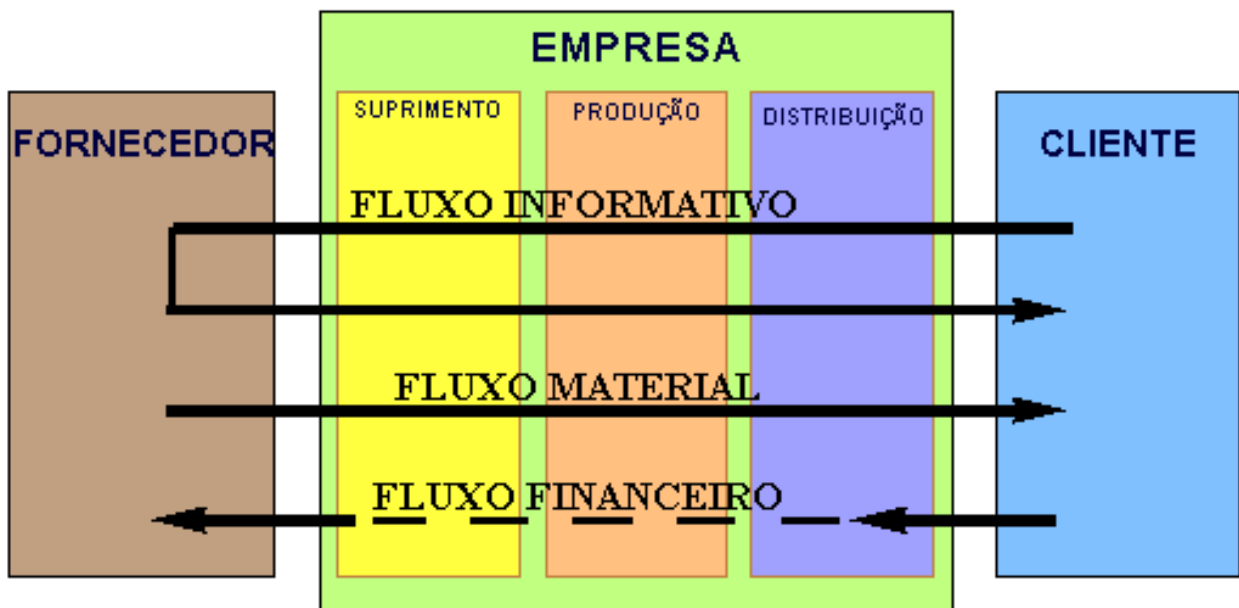 EMPRESA
SUPRIMENTO
PRODUÇÃO
DISTRIBUIÇÃO
FORNECEDOR
CLIENTE
FLUXO INFORMATIVO
FLUXO MATERIAL
FLUXO FINANCEIRO